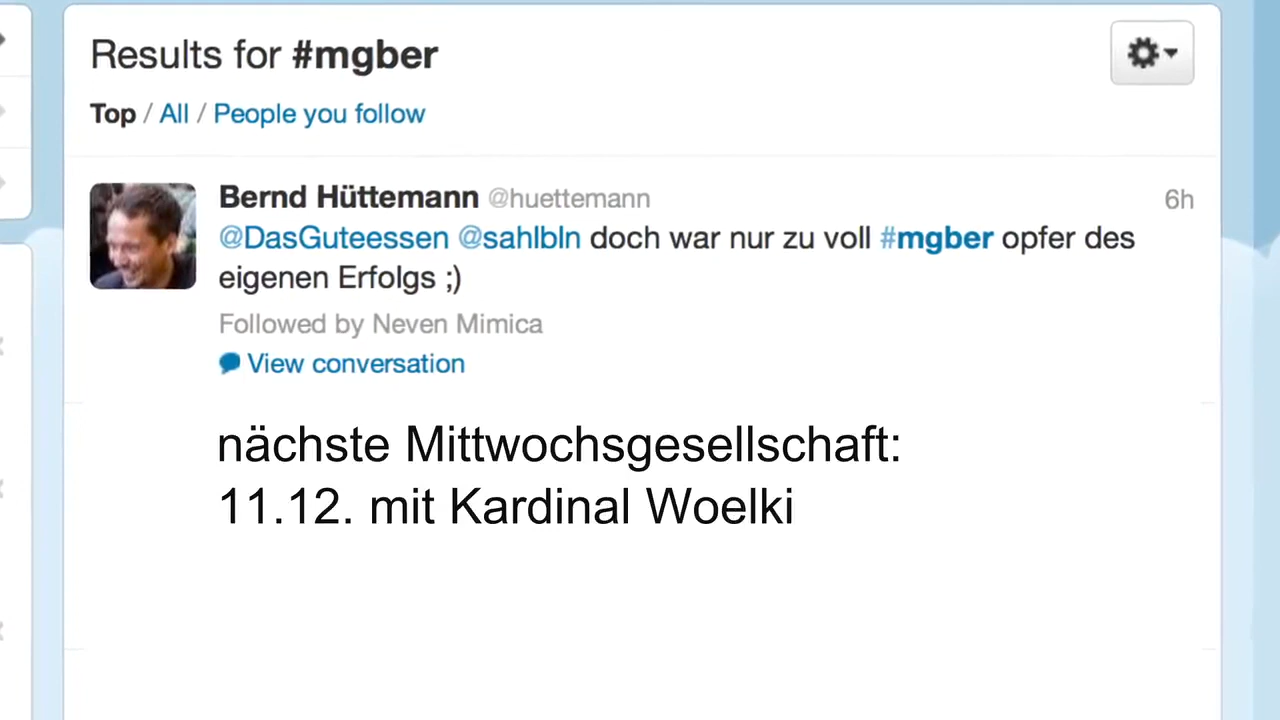 Results for #mgber
Top / All / People you follow
Bernd Hüttemann @huettemann 6h
@DasGuteessen @sahlbln doch war nur zu voll #mgber opfer des
eigenen Erfolgs ;)
Followed by Neven Mimica
View conversation
nächste Mittwochsgesellschaft:
11.12. mit Kardinal Woelki